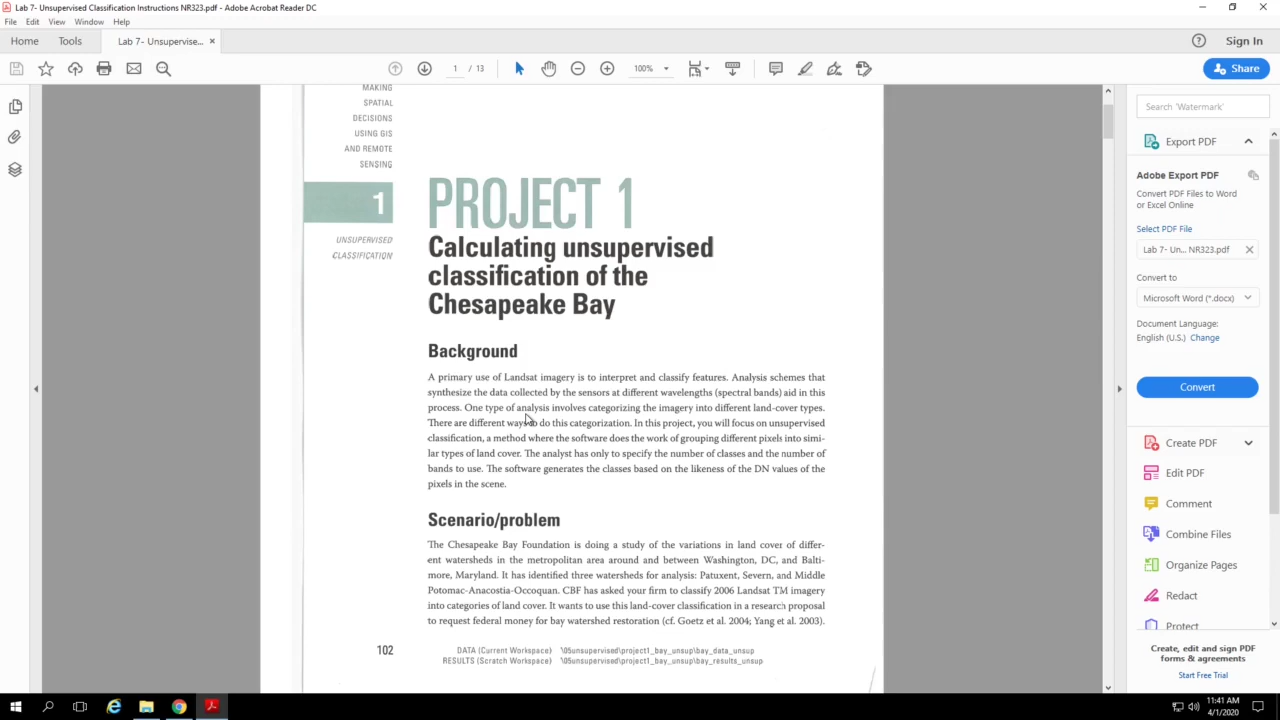 Lab 7- Unsupervised Classification Instructions NR323.pdf - Adobe Acrobat Reader DC
File Edit View Window Help
Home Tools Lab 7- Unsupervise... × Sign In
1 / 13 100% Share
MAKING
SPATIAL
DECISIONS
USING GIS
AND REMOTE
SENSING
1
UNSUPERVISED
CLASSIFICATION
PROJECT 1
Calculating unsupervised
classification of the
Chesapeake Bay
Background
A primary use of Landsat imagery is to interpret and classify features. Analysis schemes that
synthesize the data collected by the sensors at different wavelengths (spectral bands) aid in this
process. One type of analysis involves categorizing the imagery into different land-cover types.
There are different ways to do this categorization. In this project, you will focus on unsupervised
classification, a method where the software does the work of grouping different pixels into simi-
lar types of land cover. The analyst has only to specify the number of classes and the number of
bands to use. The software generates the classes based on the likeness of the DN values of the
pixels in the scene.
Scenario/problem
The Chesapeake Bay Foundation is doing a study of the variations in land cover of differ-
ent watersheds in the metropolitan area around and between Washington, DC, and Balti-
more, Maryland. It has identified three watersheds for analysis: Patuxent, Severn, and Middle
Potomac-Anacostia-Occoquan. CBF has asked your firm to classify 2006 Landsat TM imagery
into categories of land cover. It wants to use this land-cover classification in a research proposal
to request federal money for bay watershed restoration (cf. Goetz et al. 2004; Yang et al. 2003).
102
DATA (Current Workspace) \05unsupervised\project1_bay_unsup\bay_data_unsup
RESULTS (Scratch Workspace) \05unsupervised\project1_bay_unsup\bay_results_unsup
Search 'Watermark'
Export PDF
Adobe Export PDF
Convert PDF Files to Word
or Excel Online
Select PDF File
Lab 7- Un... NR323.pdf
Convert to
Microsoft Word (*.docx)
Document Language:
English (U.S.) Change
Convert
Create PDF
Edit PDF
Comment
Combine Files
Organize Pages
Redact
Protect
Create, edit and sign PDF
forms & agreements
Start Free Trial
11:41 AM
4/1/2020